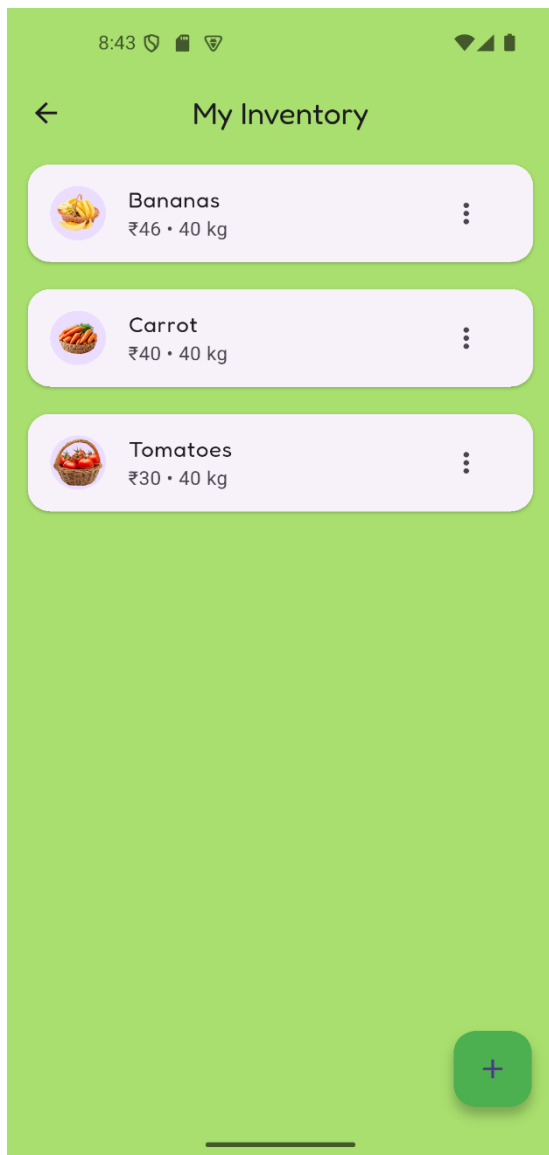 8:43
My Inventory
Bananas
₹46 • 40 kg
Carrot
₹40 • 40 kg
Tomatoes
₹30 • 40 kg
+